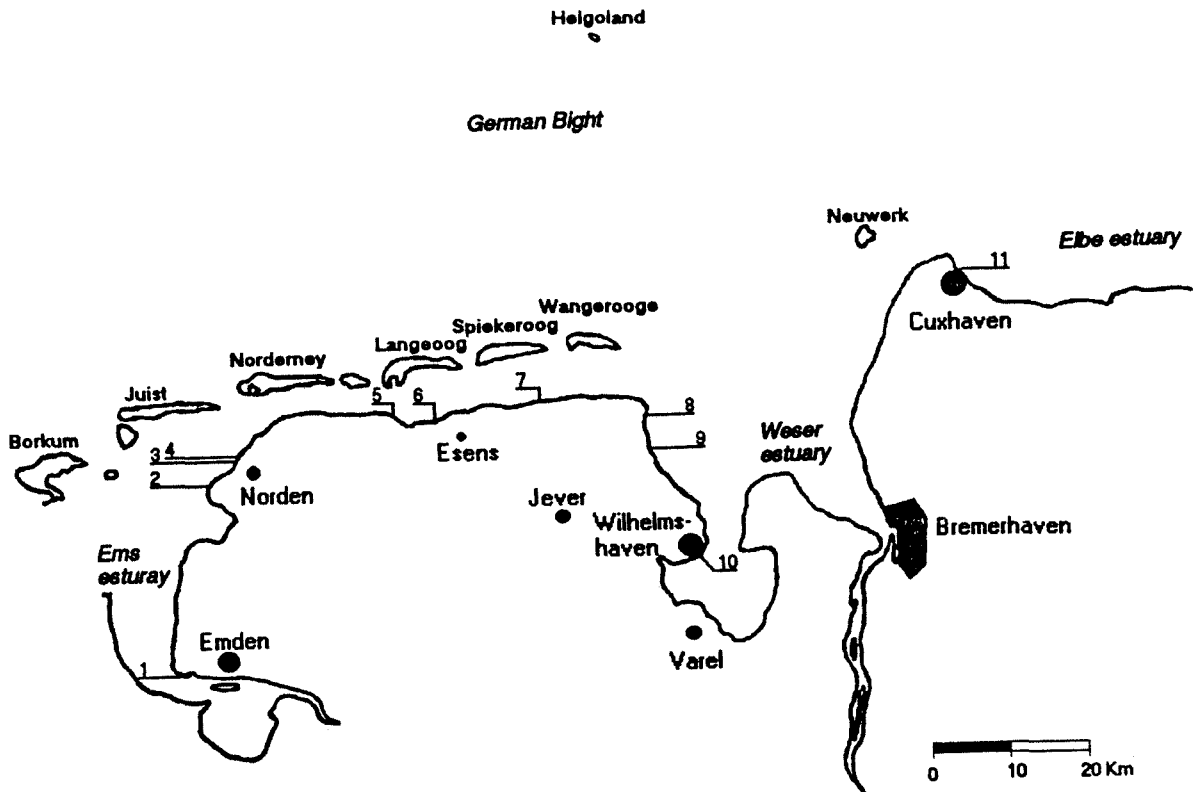 Helgoland
German Bight
Neuwerk
Elbe estuary
11
Cuxhaven
Wangerooge
Spiekeroog
Langeoog
Norderney
Juist
Borkum
5
6
7
8
9
3 4
2
Norden
Esens
Jever
Wilhelms-
haven
10
Weser
estuary
Bremerhaven
Ems
esturay
Emden
1
Varel
0 10 20 Km